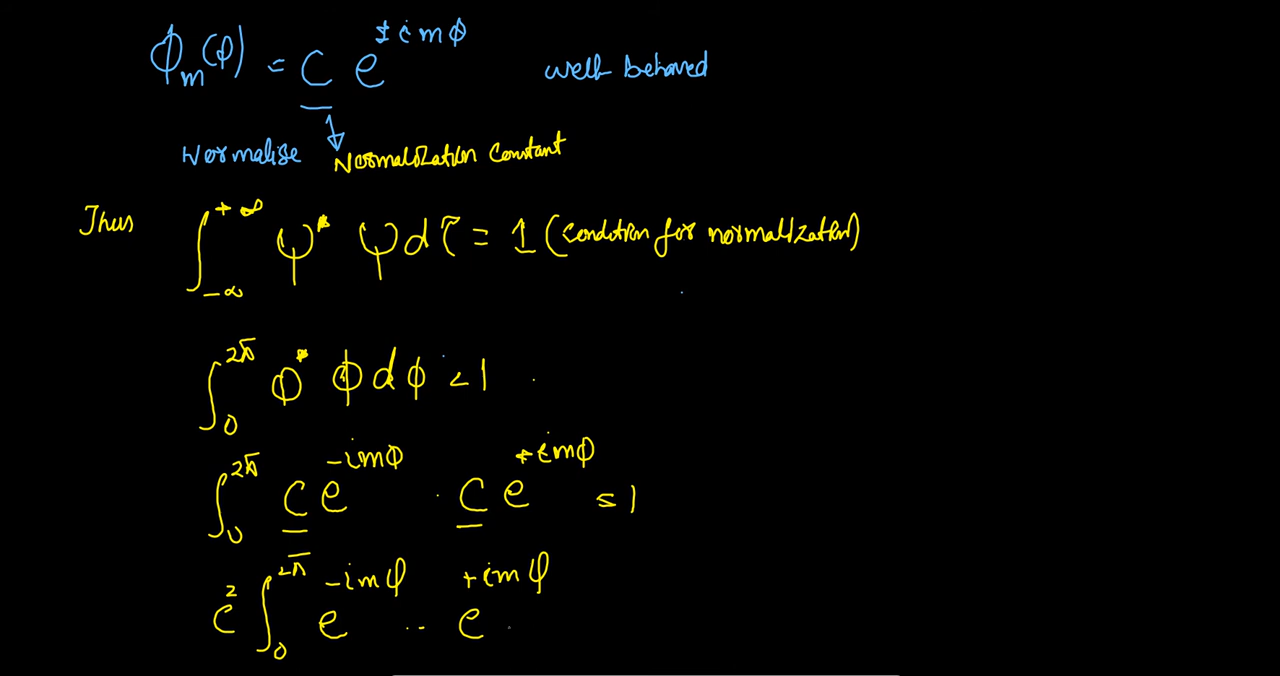 Φₘ(φ) = C e^{±imϕ} well behaved
Normalise Normalization Constant
Thus ∫_{-∞}^{+∞} ψ* ψ dτ = 1 (Condition for normalization)
∫_0^{2π} ϕ* ϕ dϕ = 1
∫_0^{2π} C e^{-imϕ} · C e^{+imϕ} = 1
C² ∫_0^{2π} e^{-imφ} .. e^{+imφ}